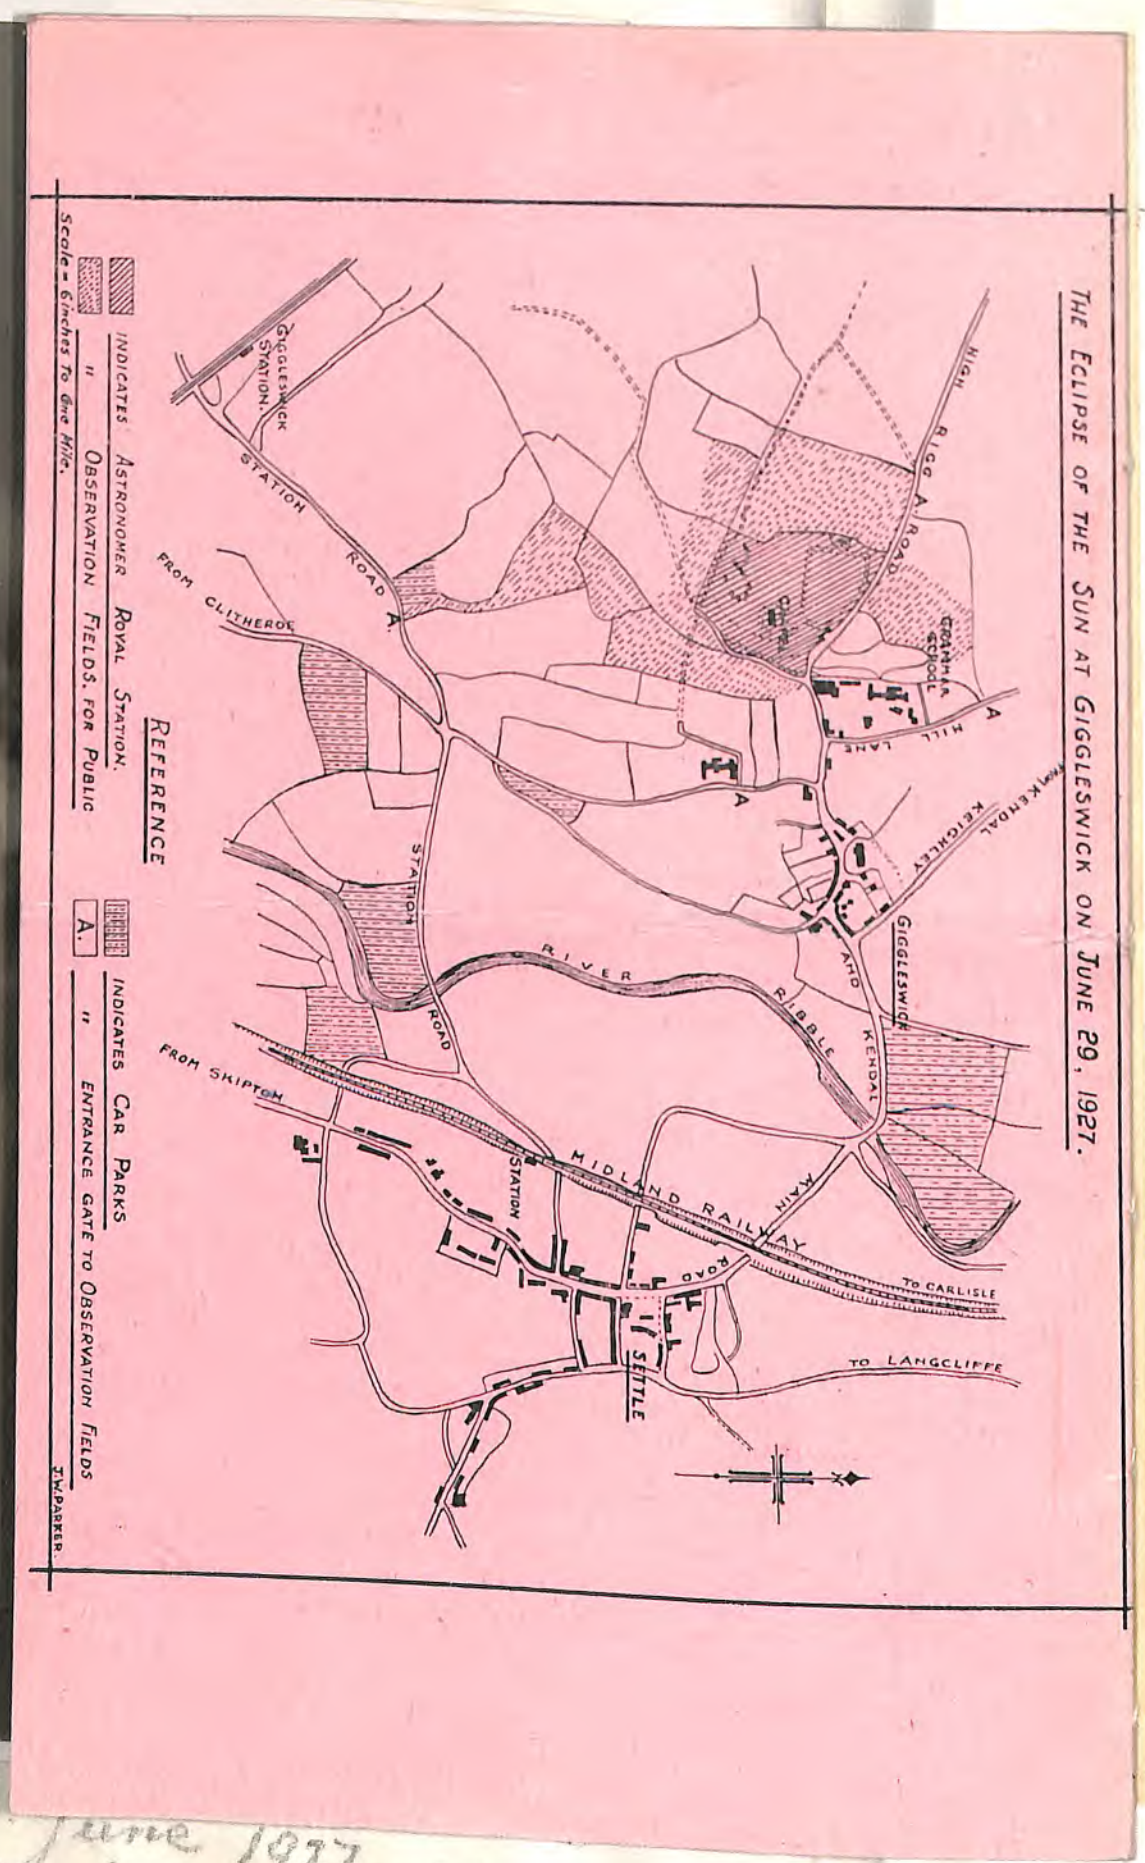 THE ECLIPSE OF THE SUN AT GIGGLESWICK ON JUNE 29, 1927.
HIGH RIGG ROAD
A
GRAMMAR
SCHOOL
A
MILL LANE
FROM KENDAL
KEIGHLEY
AND KENDAL
GIGGLESWICK
CHAPEL
A
RIVER RIBBLE
MAIN ROAD
MIDLAND RAILWAY
TO CARLISLE
TO LANGCLIFFE
SETTLE
STATION
N
GIGGLESWICK
STATION.
STATION ROAD
A.
FROM CLITHEROE
STATION ROAD
FROM SKIPTON
REFERENCE
INDICATES ASTRONOMER ROYAL STATION.
" OBSERVATION FIELDS. FOR PUBLIC
INDICATES CAR PARKS
A. " ENTRANCE GATE TO OBSERVATION FIELDS
Scale = 6 inches to One Mile.
J.W.PARKER.
June